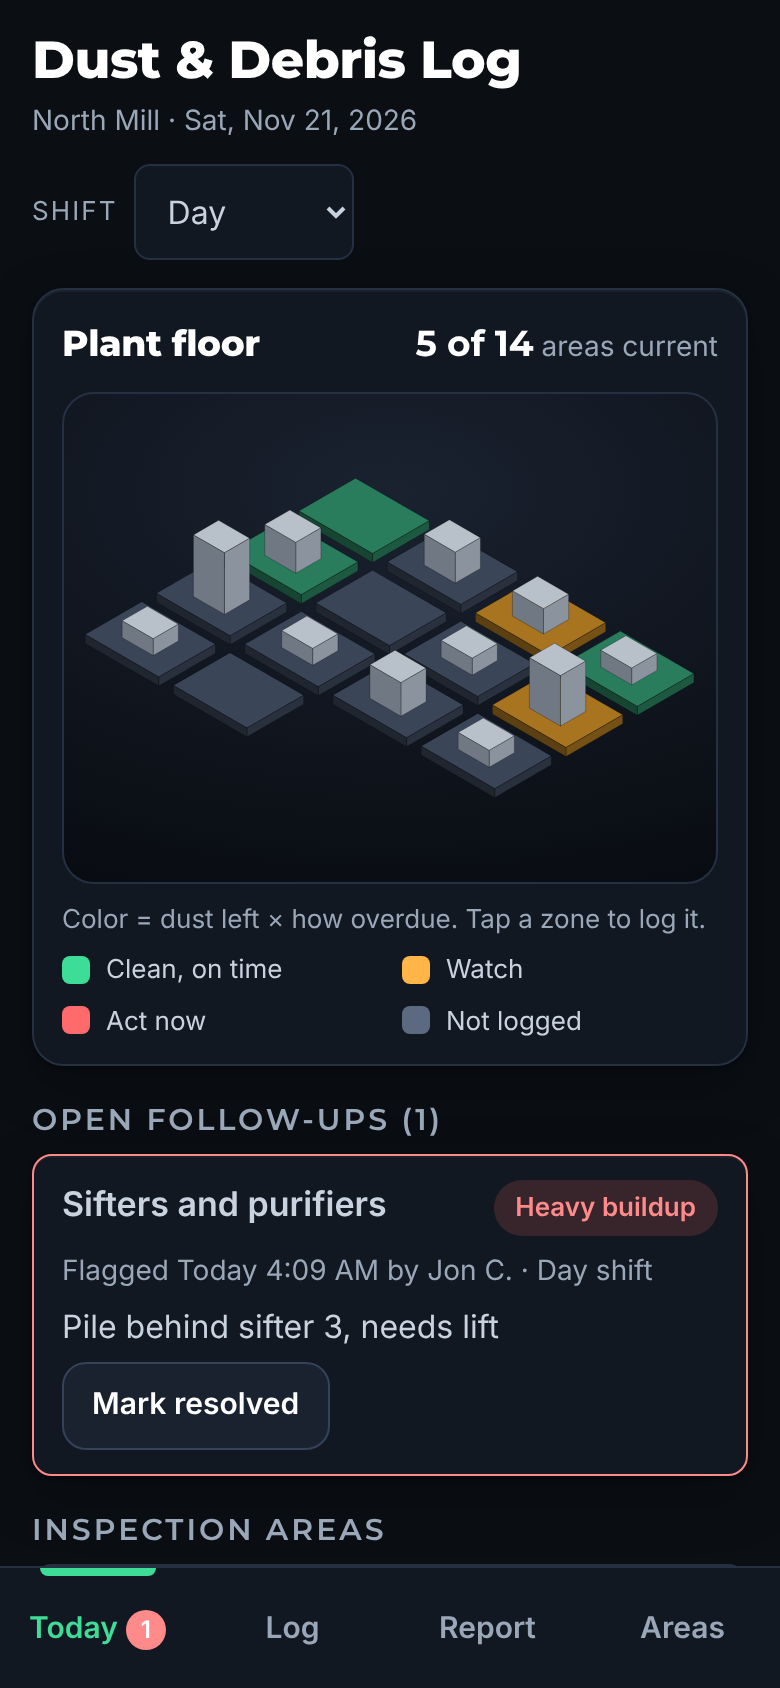 Dust & Debris Log
North Mill · Sat, Nov 21, 2026
SHIFT Day
Plant floor 5 of 14 areas current
Color = dust left × how overdue. Tap a zone to log it.
Clean, on time Watch
Act now Not logged
OPEN FOLLOW-UPS (1)
Sifters and purifiers Heavy buildup
Flagged Today 4:09 AM by Jon C. · Day shift
Pile behind sifter 3, needs lift
Mark resolved
INSPECTION AREAS
Today 1 Log Report Areas